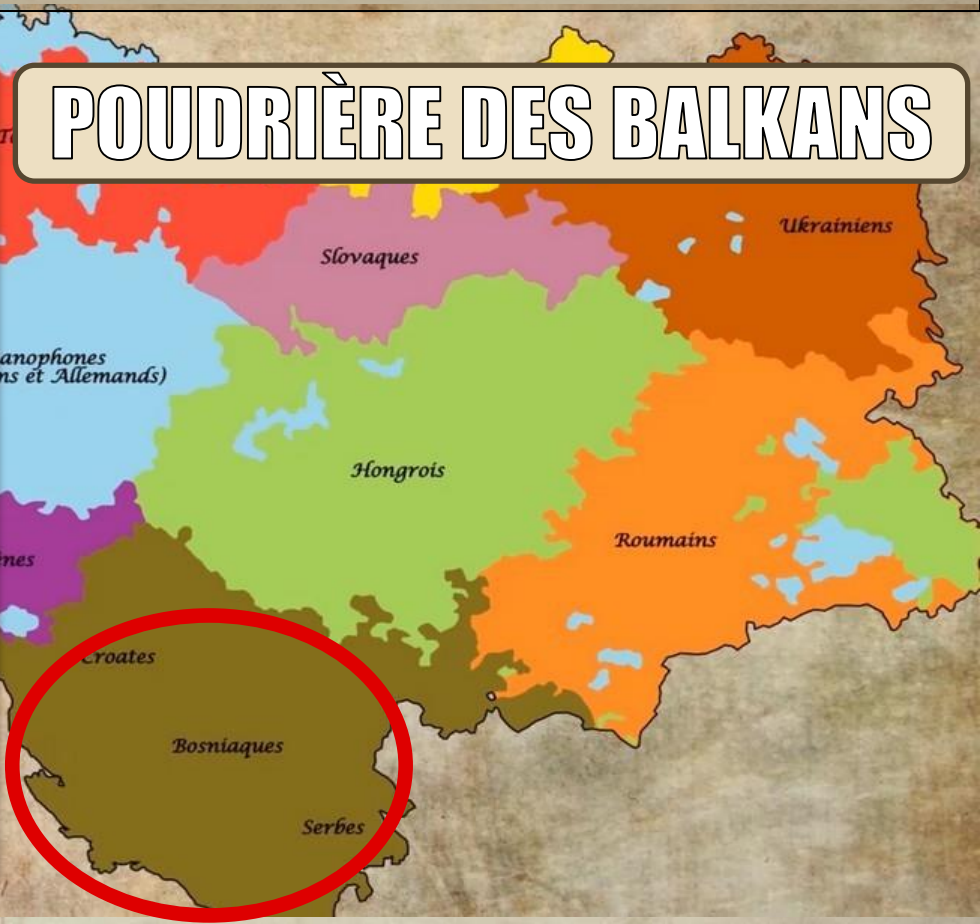 POUDRIÈRE DES BALKANS
Ukrainiens
Slovaques
anophones
ns et Allemands)
Hongrois
Roumains
nes
Croates
Bosniaques
Serbes